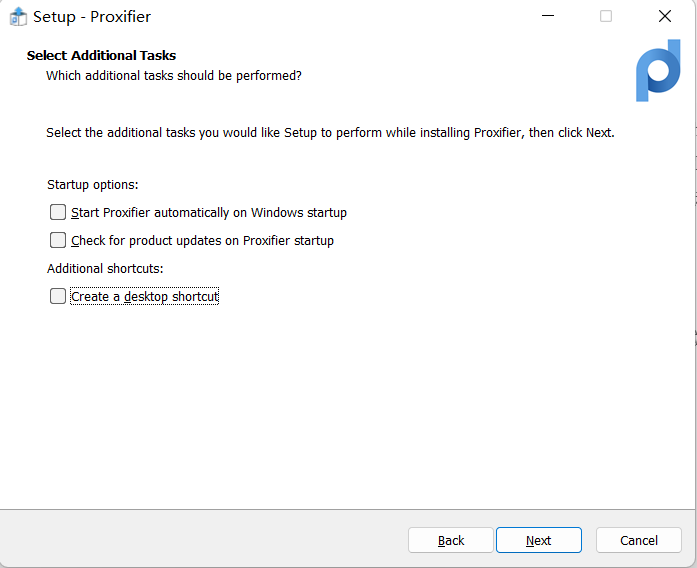 Setup - Proxifier
Select Additional Tasks
Which additional tasks should be performed?
Select the additional tasks you would like Setup to perform while installing Proxifier, then click Next.
Startup options:
Start Proxifier automatically on Windows startup
Check for product updates on Proxifier startup
Additional shortcuts:
Create a desktop shortcut
Back
Next
Cancel